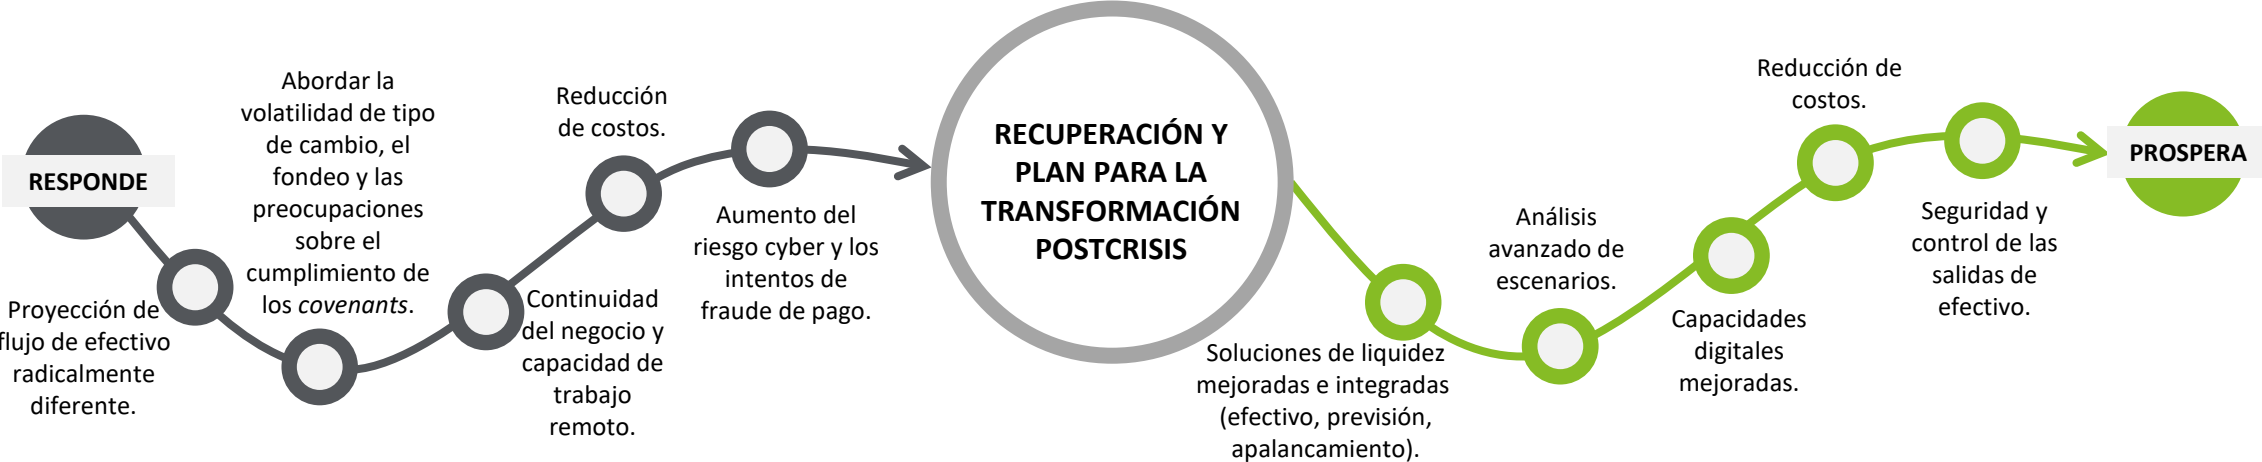 RESPONDE
Proyección de
flujo de efectivo
radicalmente
diferente.
Abordar la
volatilidad de tipo
de cambio, el
fondeo y las
preocupaciones
sobre el
cumplimiento de
los covenants.
Continuidad
del negocio y
capacidad de
trabajo
remoto.
Reducción
de costos.
Aumento del
riesgo cyber y los
intentos de
fraude de pago.
RECUPERACIÓN Y
PLAN PARA LA
TRANSFORMACIÓN
POSTCRISIS
Soluciones de liquidez
mejoradas e integradas
(efectivo, previsión,
apalancamiento).
Análisis
avanzado de
escenarios.
Capacidades
digitales
mejoradas.
Reducción de
costos.
Seguridad y
control de las
salidas de
efectivo.
PROSPERA